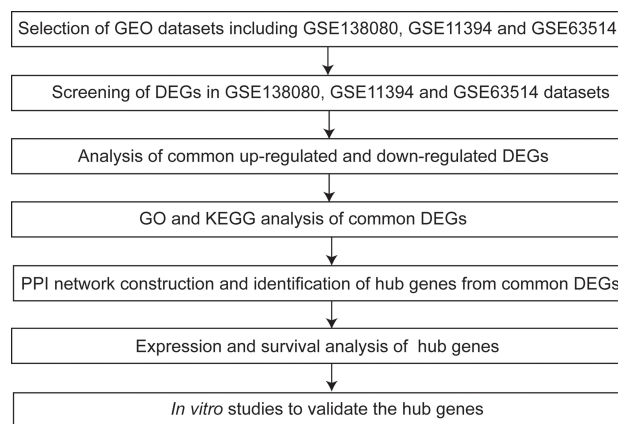 Selection of GEO datasets including GSE138080, GSE11394 and GSE63514
Screening of DEGs in GSE138080, GSE11394 and GSE63514 datasets
Analysis of common up-regulated and down-regulated DEGs
GO and KEGG analysis of common DEGs
PPI network construction and identification of hub genes from common DEGs
Expression and survival analysis of hub genes
In vitro studies to validate the hub genes